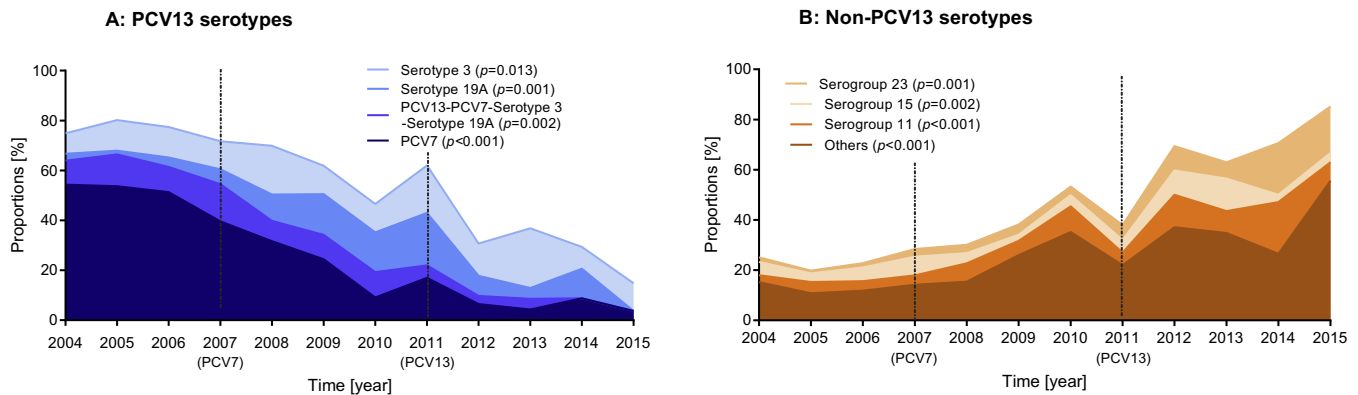 A: PCV13 serotypes
Proportions [%]
100
80
60
40
20
0
Serotype 3 (p=0.013)
Serotype 19A (p=0.001)
PCV13-PCV7-Serotype 3
-Serotype 19A (p=0.002)
PCV7 (p<0.001)
2004 2005 2006 2007 2008 2009 2010 2011 2012 2013 2014 2015
(PCV7) (PCV13)
Time [year]
B: Non-PCV13 serotypes
Proportions [%]
100
80
60
40
20
0
Serogroup 23 (p=0.001)
Serogroup 15 (p=0.002)
Serogroup 11 (p<0.001)
Others (p<0.001)
2004 2005 2006 2007 2008 2009 2010 2011 2012 2013 2014 2015
(PCV7) (PCV13)
Time [year]